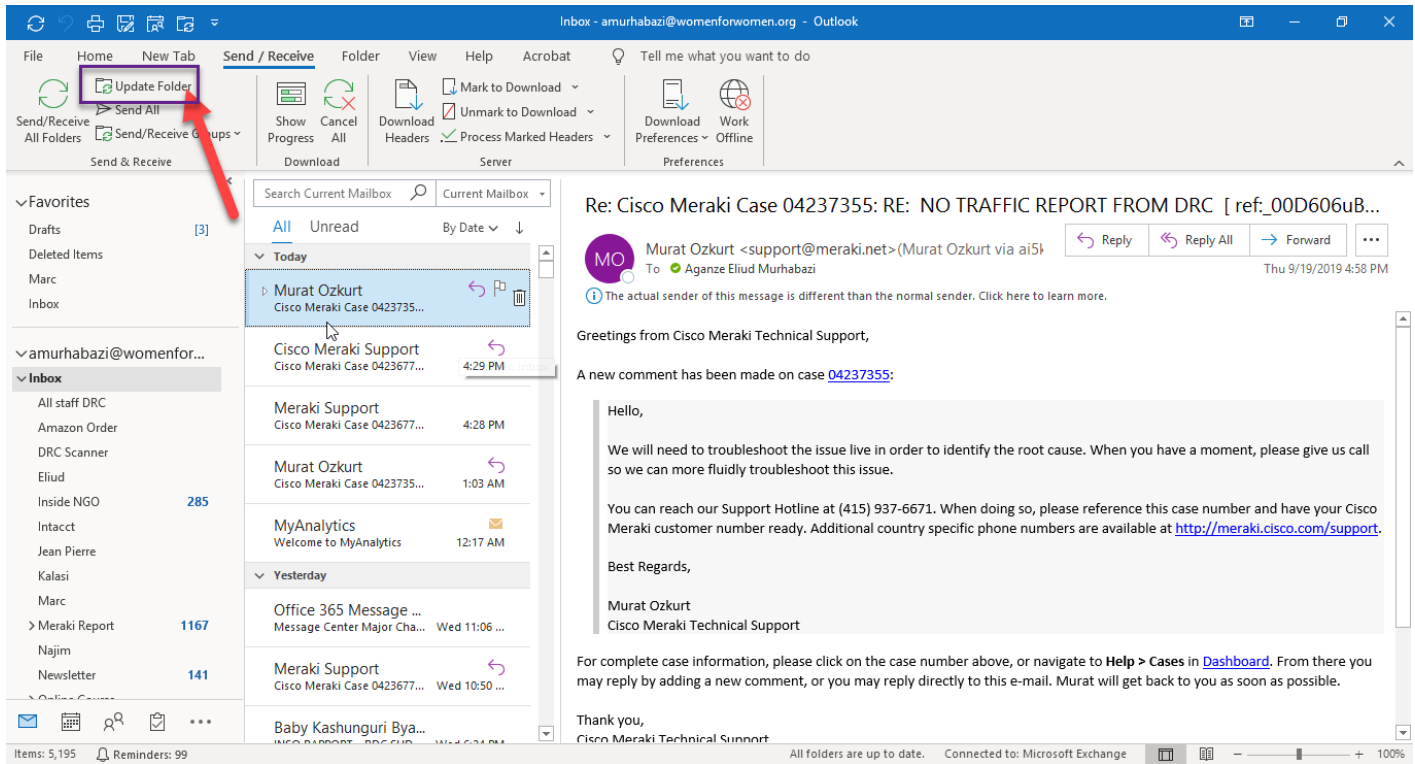 Inbox - amurhabazi@womenforwomen.org - Outlook
File Home New Tab Send / Receive Folder View Help Acrobat Tell me what you want to do
Update Folder
Send All
Send/Receive Groups
Send/Receive
All Folders
Send & Receive
Show
Progress
Cancel
All
Download
Download
Headers
Mark to Download
Unmark to Download
Process Marked Headers
Server
Download
Preferences
Work
Offline
Preferences
Favorites
Drafts [3]
Deleted Items
Marc
Inbox
amurhabazi@womenfor...
Inbox
All staff DRC
Amazon Order
DRC Scanner
Eliud
Inside NGO 285
Intacct
Jean Pierre
Kalasi
Marc
Meraki Report 1167
Najim
Newsletter 141
Search Current Mailbox Current Mailbox
All Unread By Date
Today
Murat Ozkurt
Cisco Meraki Case 0423735...
Cisco Meraki Support
Cisco Meraki Case 0423677... 4:29 PM
Meraki Support
Cisco Meraki Case 0423677... 4:28 PM
Murat Ozkurt
Cisco Meraki Case 0423735... 1:03 AM
MyAnalytics
Welcome to MyAnalytics 12:17 AM
Yesterday
Office 365 Message ...
Message Center Major Cha... Wed 11:06 ...
Meraki Support
Cisco Meraki Case 0423677... Wed 10:50 ...
Baby Kashunguri Bya...
Re: Cisco Meraki Case 04237355: RE: NO TRAFFIC REPORT FROM DRC [ ref:_00D606uB...
MO
Murat Ozkurt <support@meraki.net>(Murat Ozkurt via ai5k
Reply Reply All Forward ...
To Aganze Eliud Murhabazi
Thu 9/19/2019 4:58 PM
The actual sender of this message is different than the normal sender. Click here to learn more.
Greetings from Cisco Meraki Technical Support,
A new comment has been made on case 04237355:
Hello,
We will need to troubleshoot the issue live in order to identify the root cause. When you have a moment, please give us call
so we can more fluidly troubleshoot this issue.
You can reach our Support Hotline at (415) 937-6671. When doing so, please reference this case number and have your Cisco
Meraki customer number ready. Additional country specific phone numbers are available at http://meraki.cisco.com/support.
Best Regards,
Murat Ozkurt
Cisco Meraki Technical Support
For complete case information, please click on the case number above, or navigate to Help > Cases in Dashboard. From there you
may reply by adding a new comment, or you may reply directly to this e-mail. Murat will get back to you as soon as possible.
Thank you,
Cisco Meraki Technical Support
Items: 5,195 Reminders: 99
All folders are up to date. Connected to: Microsoft Exchange 100%